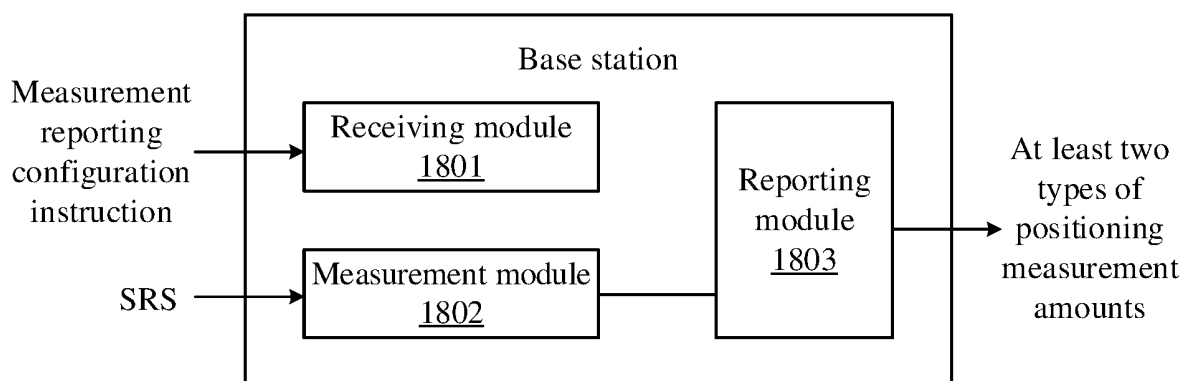 Base station
Measurement
reporting
configuration
instruction
Receiving module
1801
SRS
Measurement module
1802
Reporting
module
1803
At least two
types of
positioning
measurement
amounts